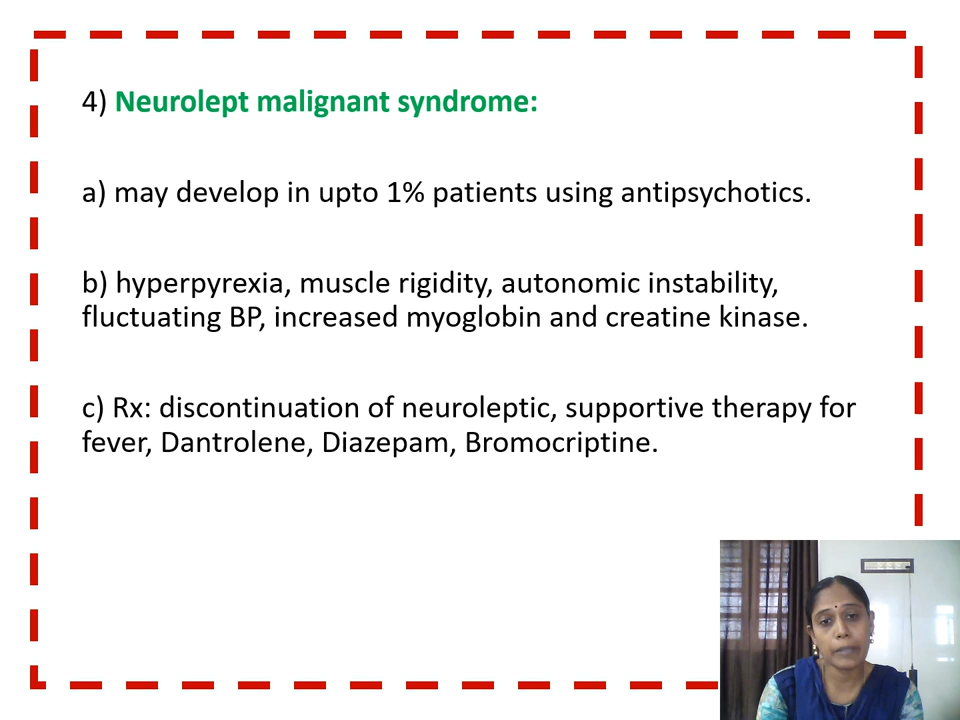 4) Neurolept malignant syndrome:
a) may develop in upto 1% patients using antipsychotics.
b) hyperpyrexia, muscle rigidity, autonomic instability,
fluctuating BP, increased myoglobin and creatine kinase.
c) Rx: discontinuation of neuroleptic, supportive therapy for
fever, Dantrolene, Diazepam, Bromocriptine.